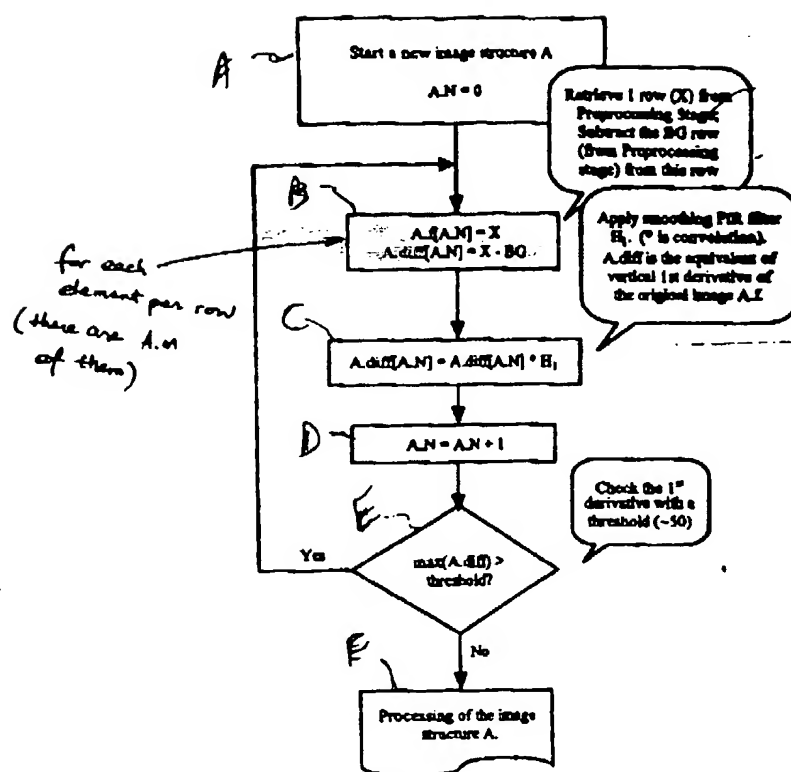 A
Start a new image structure A
A.N = 0
Retrieve 1 row (X) from
Preprocessing Stage;
Subtract the BG row
(from Preprocessing
stage) from this row
B
A.f[A.N] = X
A.diff[A.N] = X - BG
for each
element per row
(there are A.M
of them)
Apply smoothing FIR filter
H₁. (* is convolution).
A.diff is the equivalent of
vertical 1st derivative of
the original image A.f.
C
A.diff[A.N] = A.diff[A.N] * H₁
D
A.N = A.N + 1
Check the 1st
derivative with a
threshold (~50)
E
Yes
max(A.diff) >
threshold?
No
F
Processing of the image
structure A.